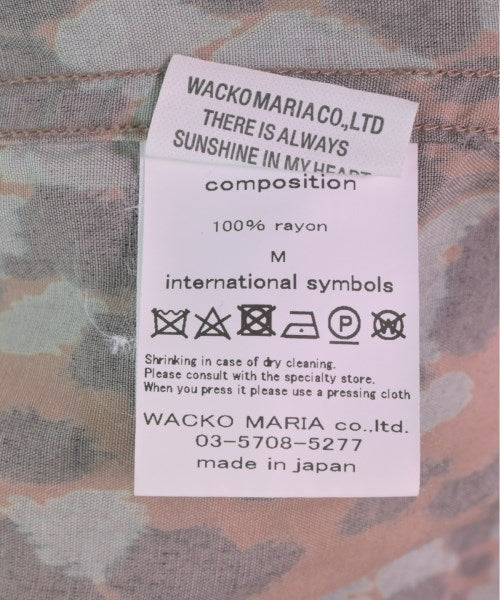 WACKOMARIA CO.,LTD
THERE IS ALWAYS
SUNSHINE IN MY HEART
composition
100% rayon
M
international symbols
P W
Shrinking in case of dry cleaning.
Please consult with the specialty store.
When you press it please use a pressing cloth
WACKO MARIA co.,ltd.
03-5708-5277
made in japan